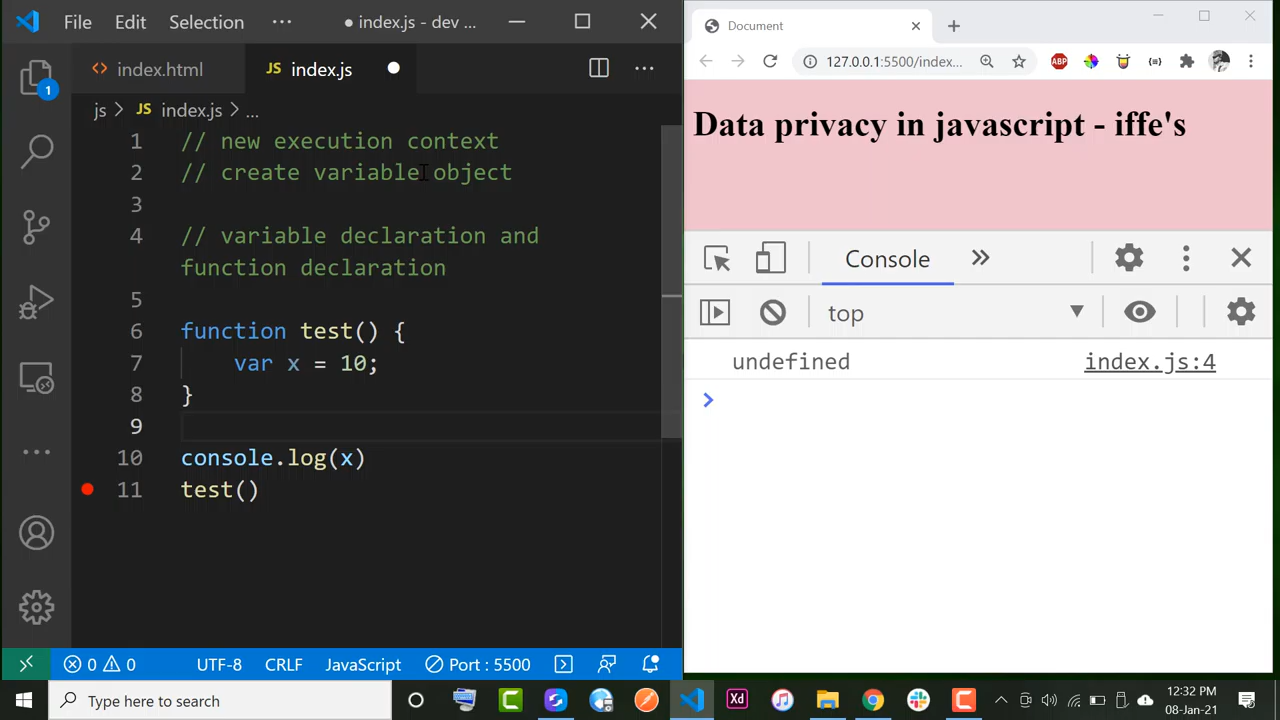 File Edit Selection ··· ● index.js - dev ...
index.html JS index.js ● ···
js > JS index.js > ...
1 // new execution context
2 // create variable object
3
4 // variable declaration and
function declaration
5
6 function test() {
7 var x = 10;
8 }
9
10 console.log(x)
11 test()
1
0 0 UTF-8 CRLF JavaScript Port : 5500
Document
127.0.0.1:5500/index... ABP
Data privacy in javascript - iffe's
Console »
top
undefined index.js:4
>
Type here to search
Xd
12:32 PM
08-Jan-21